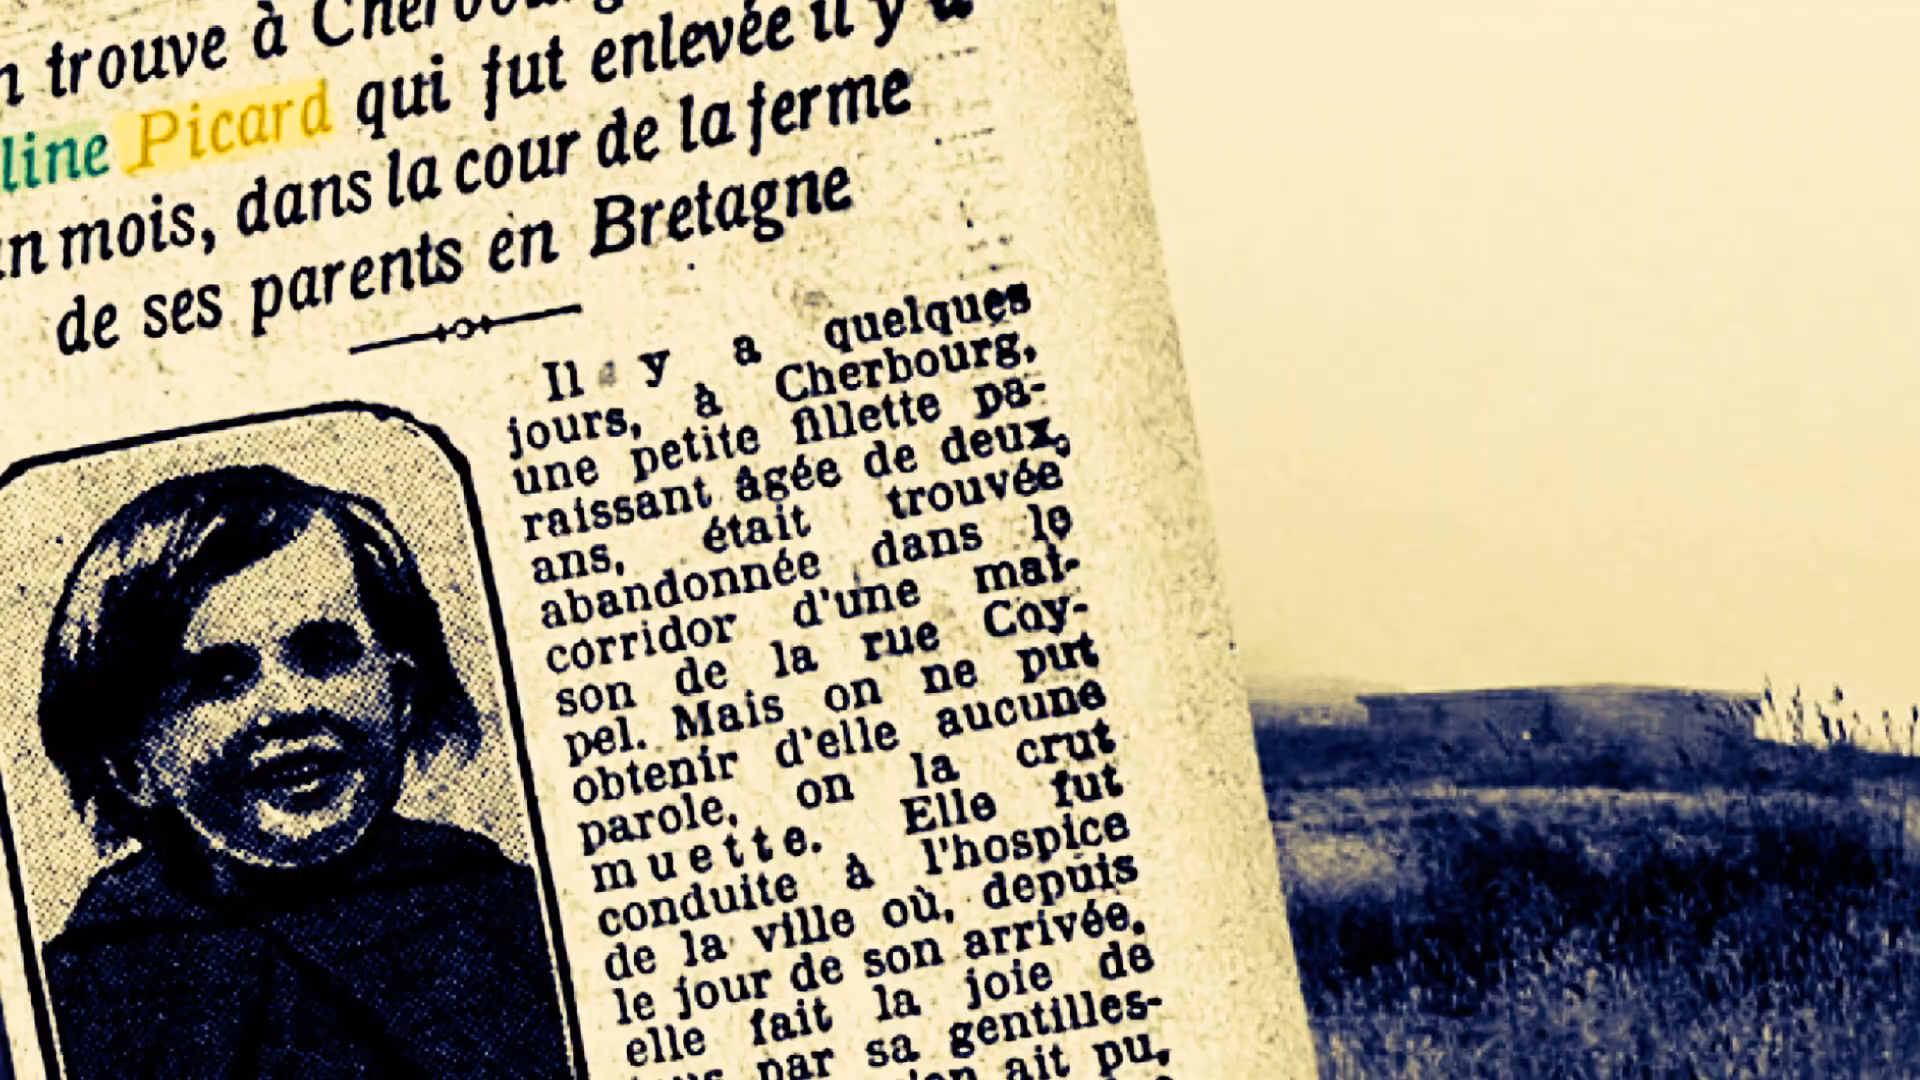 n trouve à Cherbourg
line Picard qui fut enlevée il y a
un mois, dans la cour de la ferme
de ses parents en Bretagne
Il y a quelques
jours, à Cherbourg,
une petite fillette pa-
raissant âgée de deux
ans, était trouvée
abandonnée dans le
corridor d'une mai-
son de la rue Cay-
pel. Mais on ne put
obtenir d'elle aucune
parole, on la crut
muette. Elle fut
conduite à l'hospice
de la ville où, depuis
le jour de son arrivée,
elle fait la joie de
par sa gentilles-
ait pu,